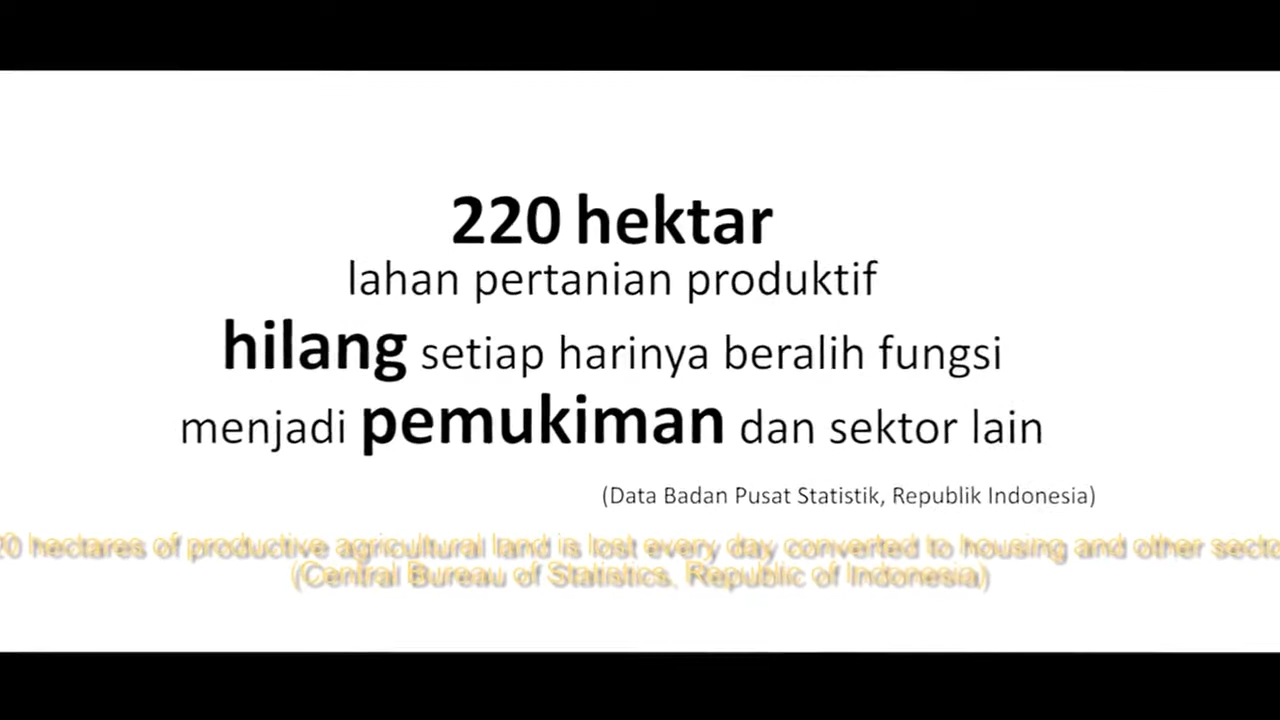 220 hektar
lahan pertanian produktif
hilang setiap harinya beralih fungsi
menjadi pemukiman dan sektor lain
(Data Badan Pusat Statistik, Republik Indonesia)
hectares of productive agricultural land is lost every day converted to housing and other
(Central Bureau of Statistics, Republic of Indonesia)